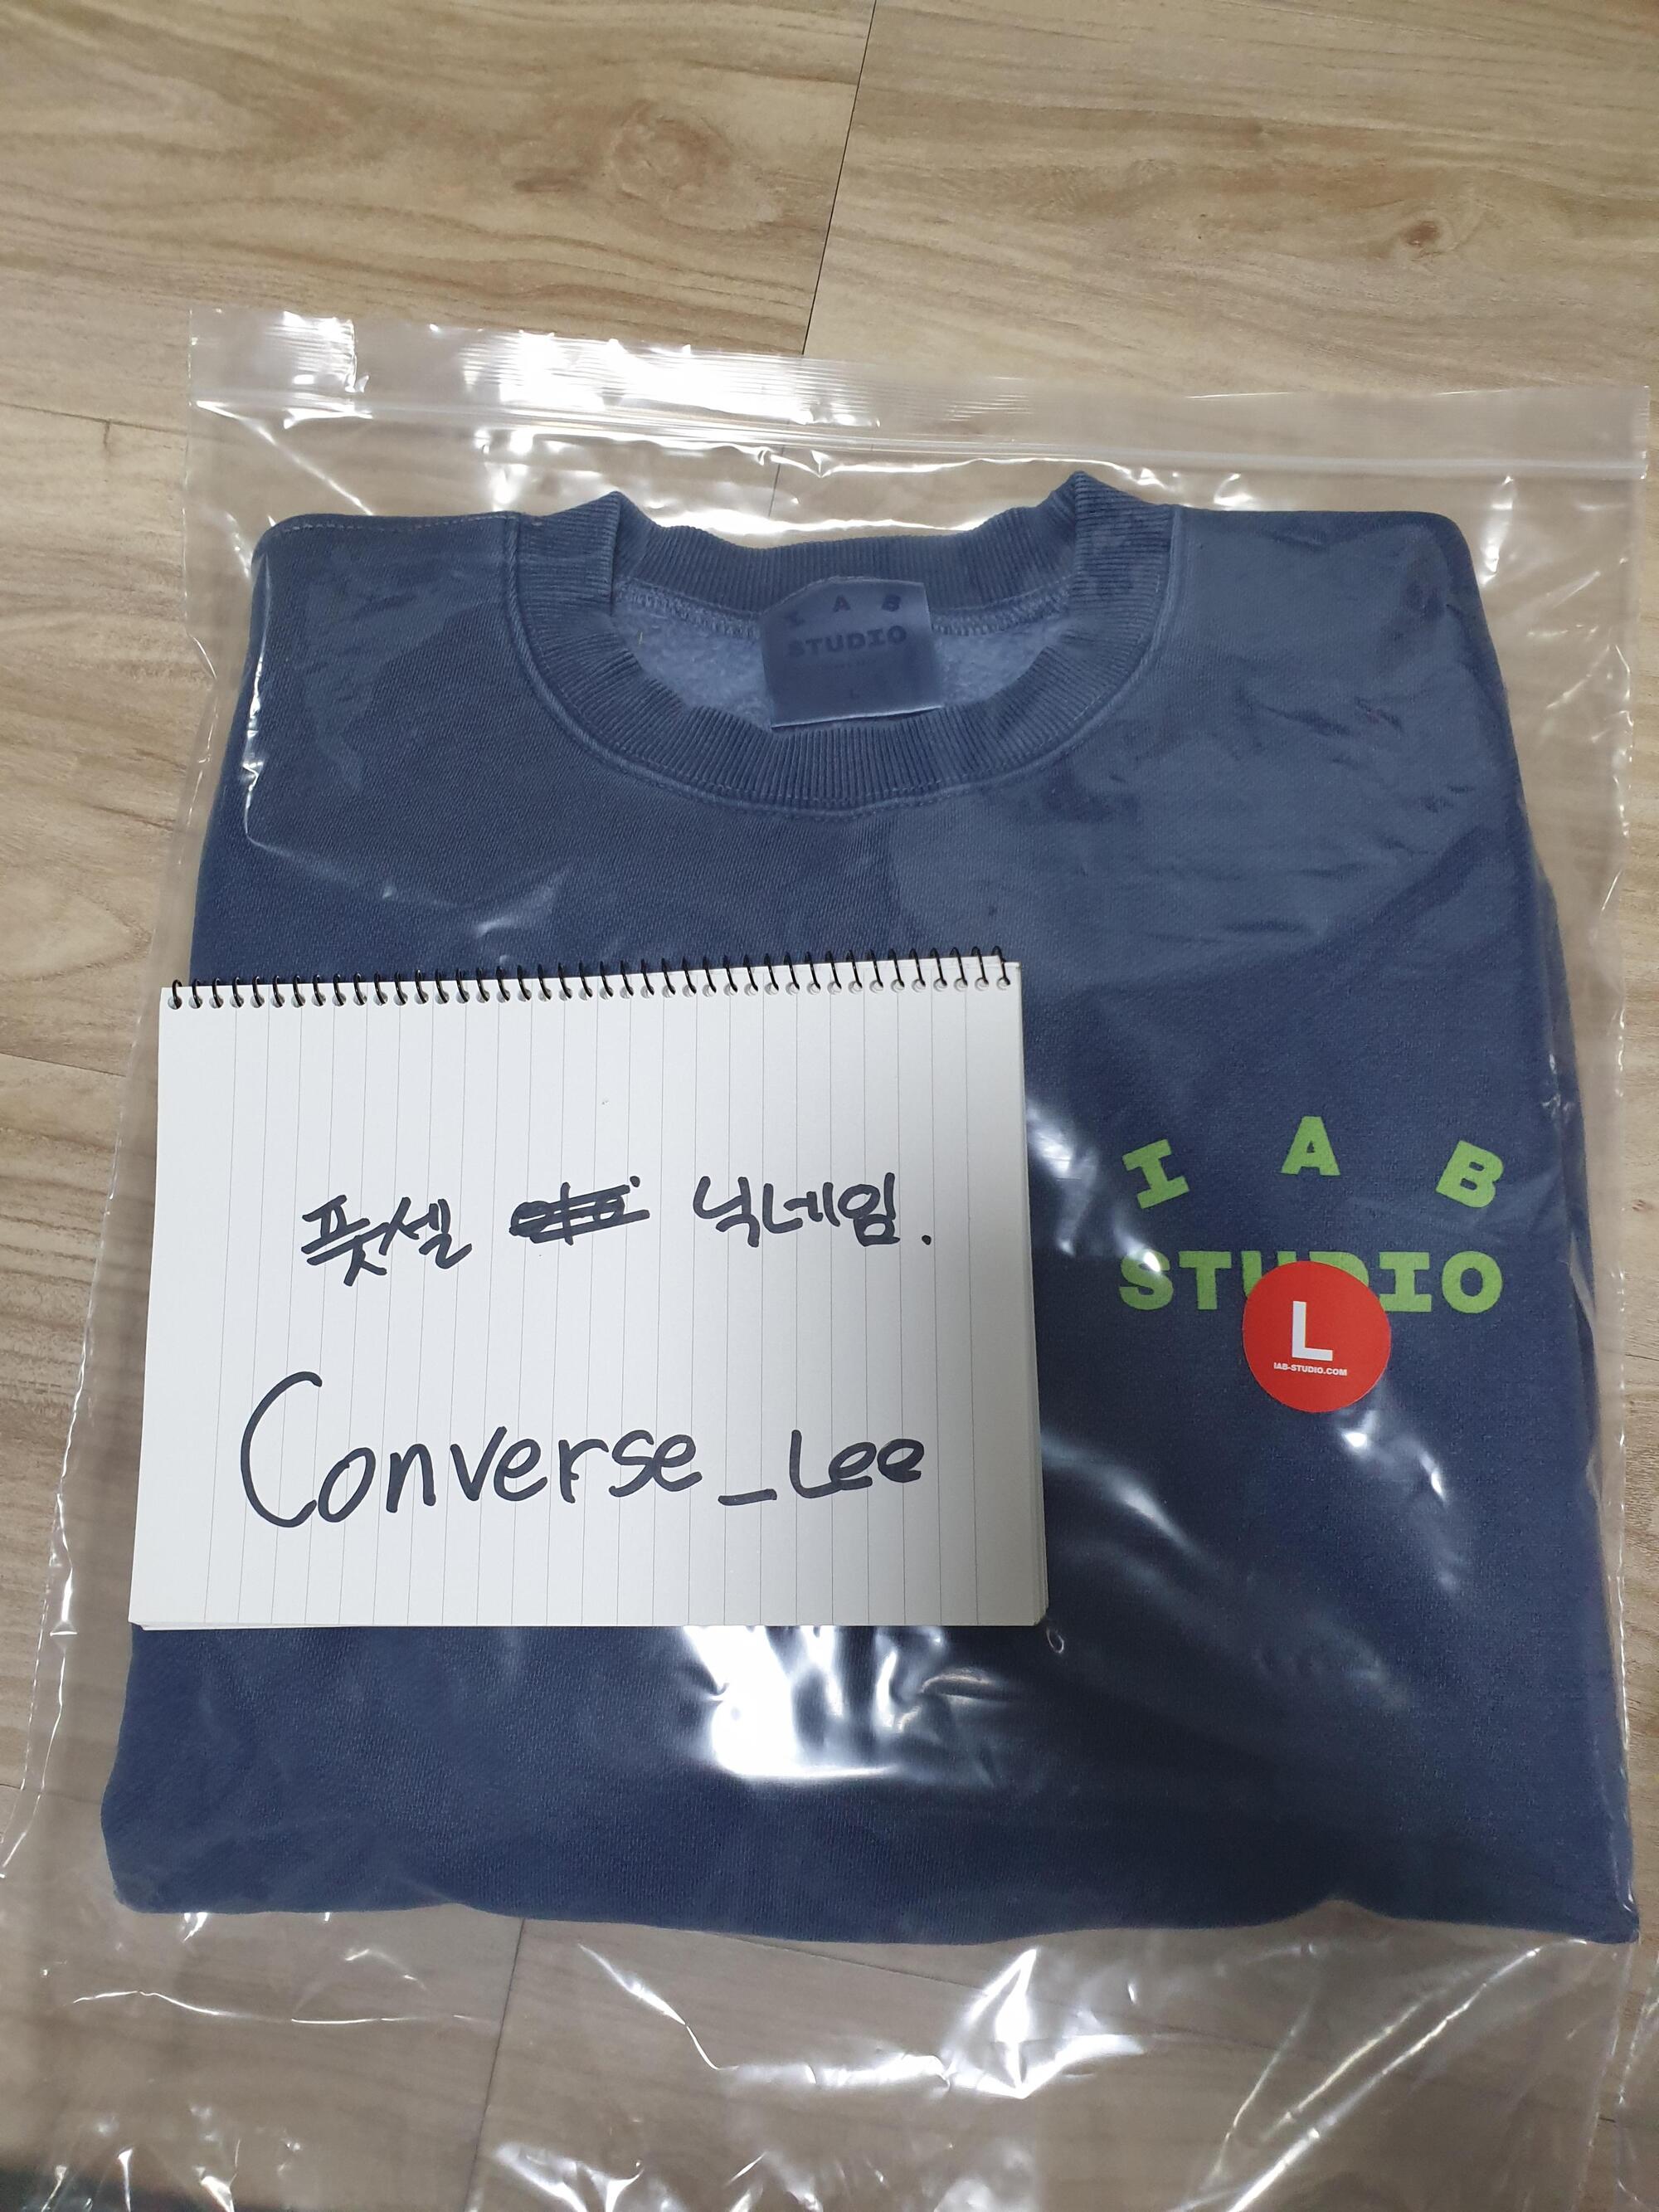 I A B
STUDIO
L
풋셀 닉네임.
Converse_Lee
I A B
STUDIO
L
IAB-STUDIO.COM